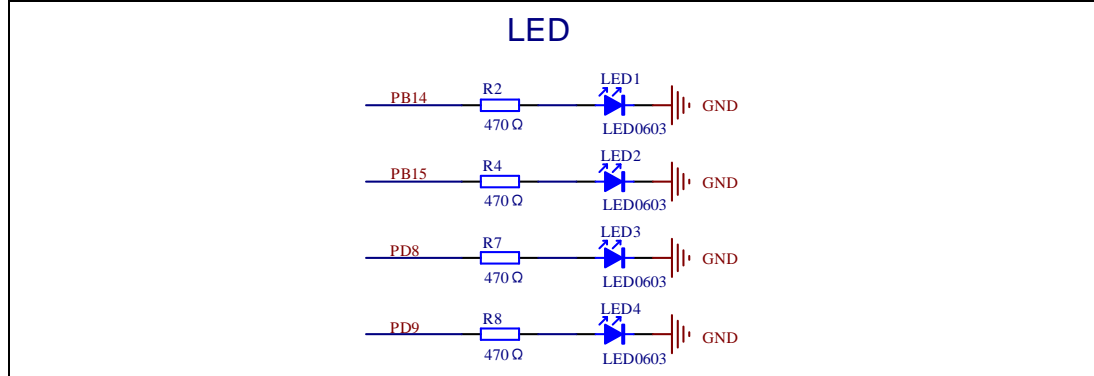 LED
R2
LED1
PB14
GND
470Ω
LED0603
R4
LED2
PB15
GND
470Ω
LED0603
R7
LED3
PD8
GND
470Ω
LED0603
R8
LED4
PD9
GND
470Ω
LED0603